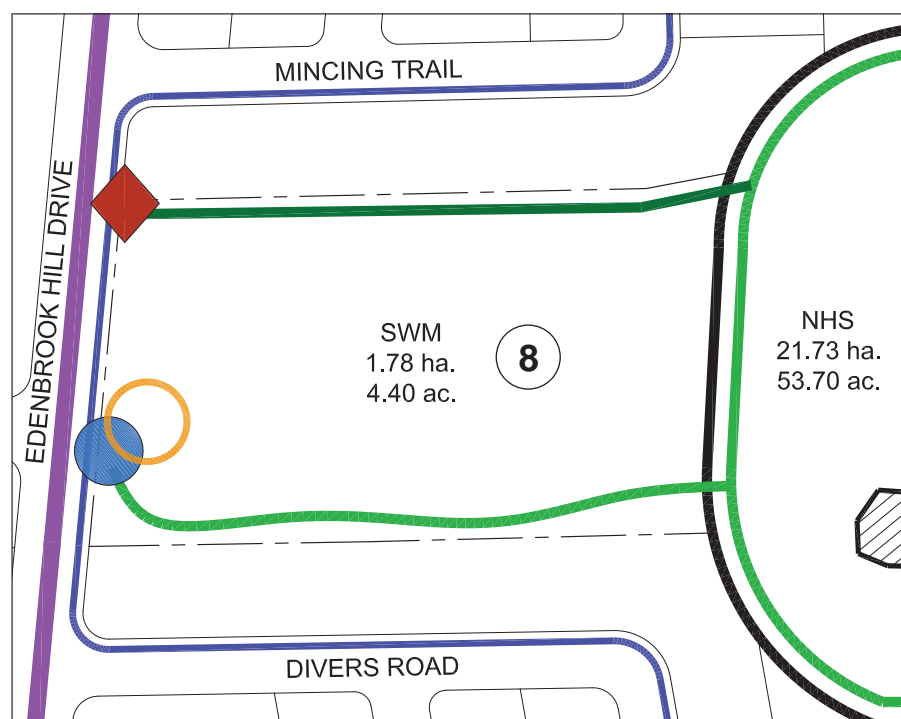 MINCING TRAIL
EDENBROOK HILL DRIVE
SWM
1.78 ha.
4.40 ac.
8
NHS
21.73 ha.
53.70 ac.
DIVERS ROAD